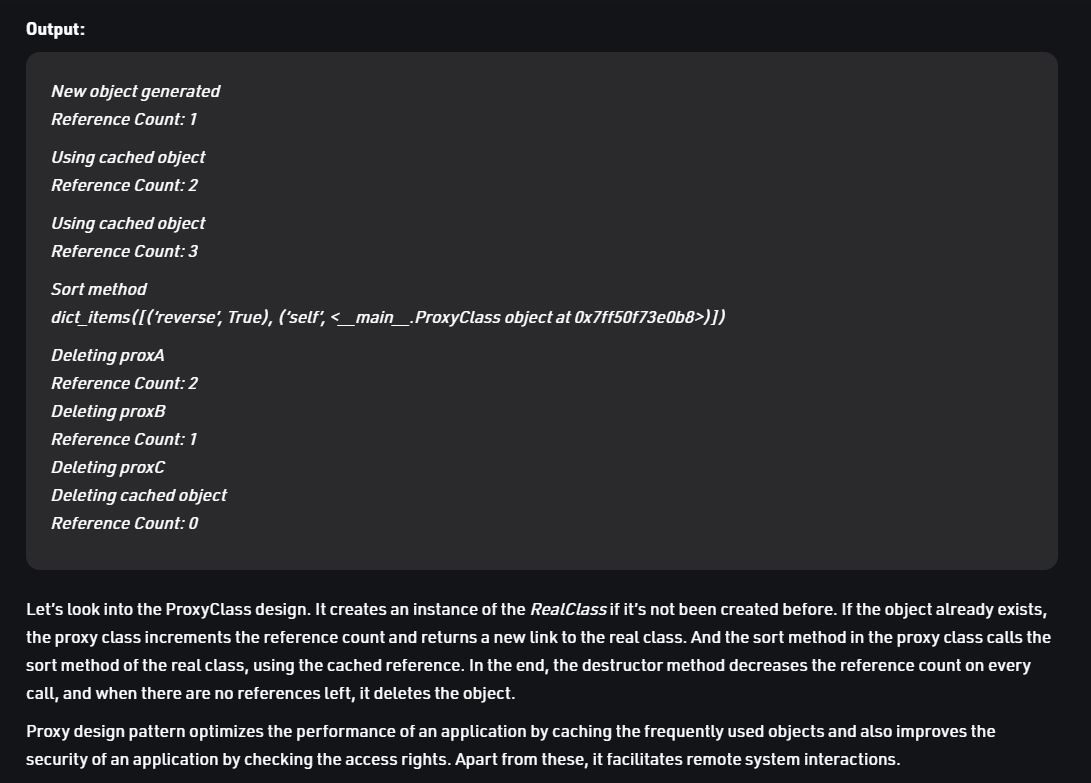 Output:
New object generated
Reference Count: 1
Using cached object
Reference Count: 2
Using cached object
Reference Count: 3
Sort method
dict_items([(‘reverse’, True), (‘self’, <__main__.ProxyClass object at 0x7ff50f73e0b8>)])
Deleting proxA
Reference Count: 2
Deleting proxB
Reference Count: 1
Deleting proxC
Deleting cached object
Reference Count: 0
Let’s look into the ProxyClass design. It creates an instance of the RealClass if it’s not been created before. If the object already exists,
the proxy class increments the reference count and returns a new link to the real class. And the sort method in the proxy class calls the
sort method of the real class, using the cached reference. In the end, the destructor method decreases the reference count on every
call, and when there are no references left, it deletes the object.
Proxy design pattern optimizes the performance of an application by caching the frequently used objects and also improves the
security of an application by checking the access rights. Apart from these, it facilitates remote system interactions.